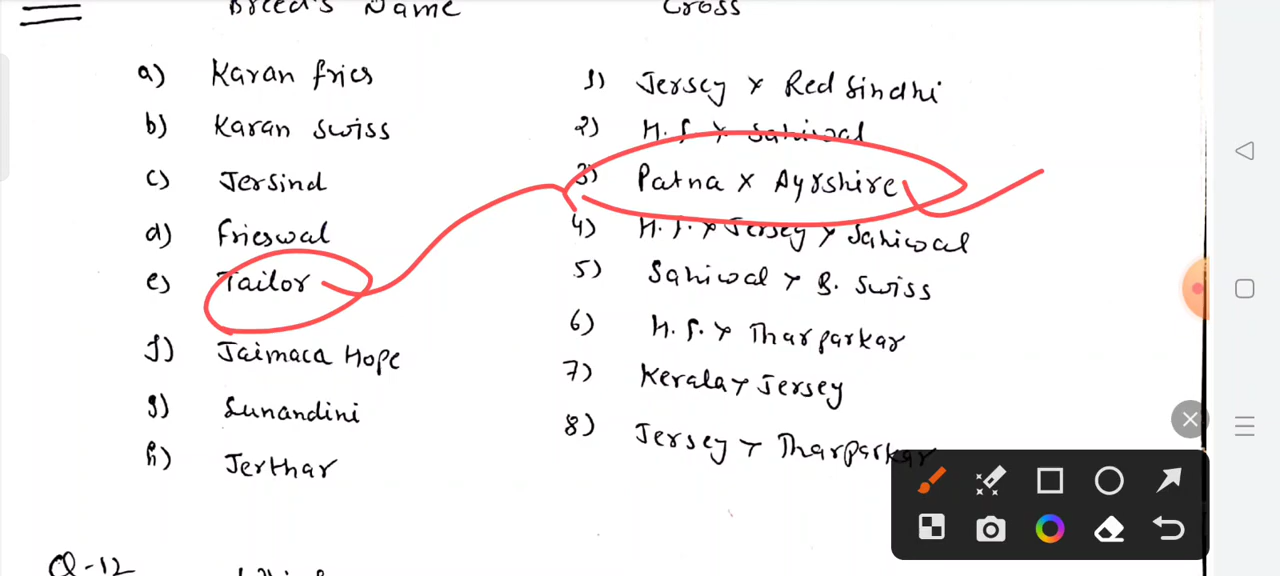 Breed's Name Cross
a) Karan fries 1) Jersey × Red Sindhi
b) Karan Swiss 2) H.f. × Sahiwal
c) Jersind 3) Patna × Ayrshire
d) frieswal 4) H.f. × Jersey × Sahiwal
e) Tailor 5) Sahiwal × B. Swiss
f) Jaimaca Hope 6) H.f. × Tharparkar
g) Sunandini 7) Kerala × Jersey
h) Jerthar 8) Jersey × Tharparkar
Q-12